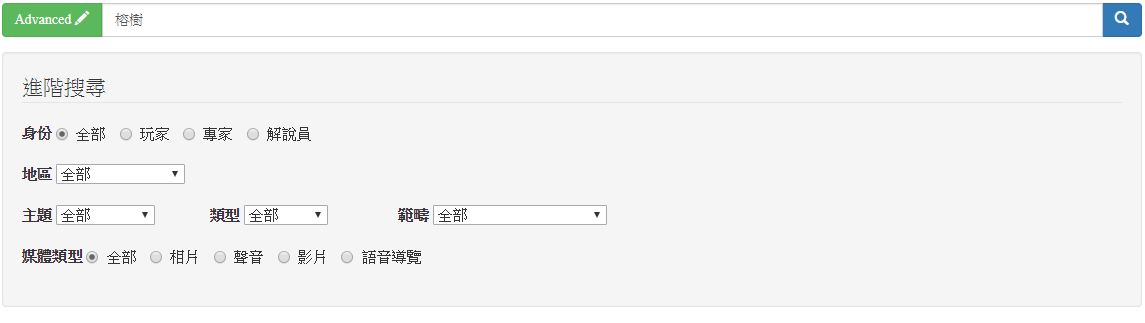 Advanced 榕樹
進階搜尋
身份 全部 玩家 專家 解說員
地區 全部
主題 全部 類型 全部 範疇 全部
媒體類型 全部 相片 聲音 影片 語音導覽